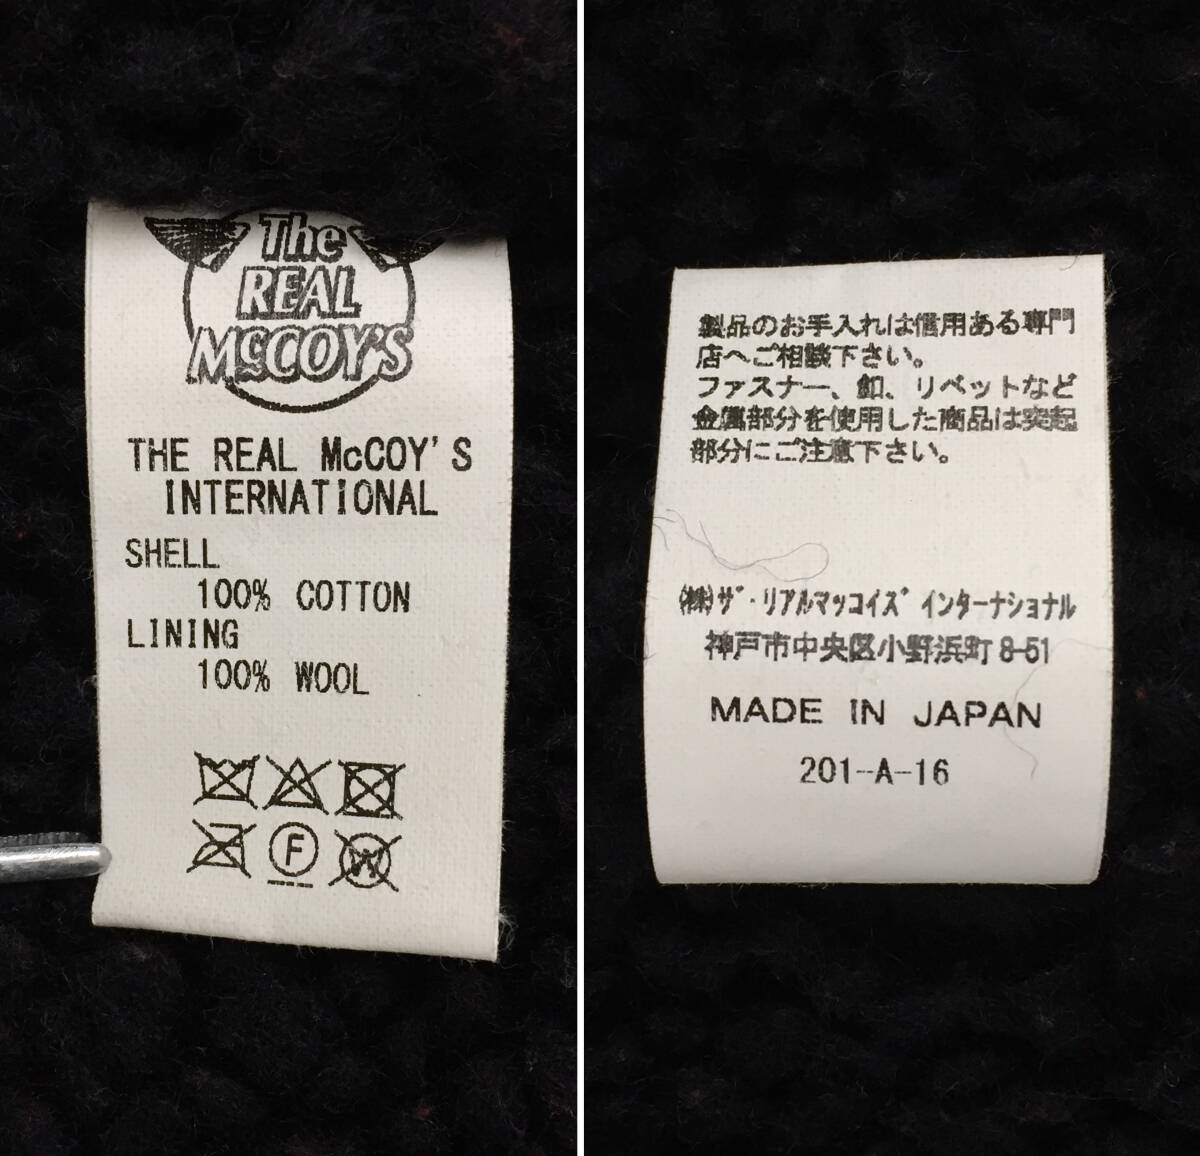 The
REAL
McCOY'S
THE REAL McCOY'S
INTERNATIONAL
SHELL
100% COTTON
LINING
100% WOOL
F
W
製品のお手入れは信用ある専門
店へご相談下さい。
ファスナー、釦、リベットなど
金属部分を使用した商品は突起
部分にご注意下さい。
(株)ザ・リアルマッコイズ インターナショナル
神戸市中央区小野浜町8-51
MADE IN JAPAN
201-A-16